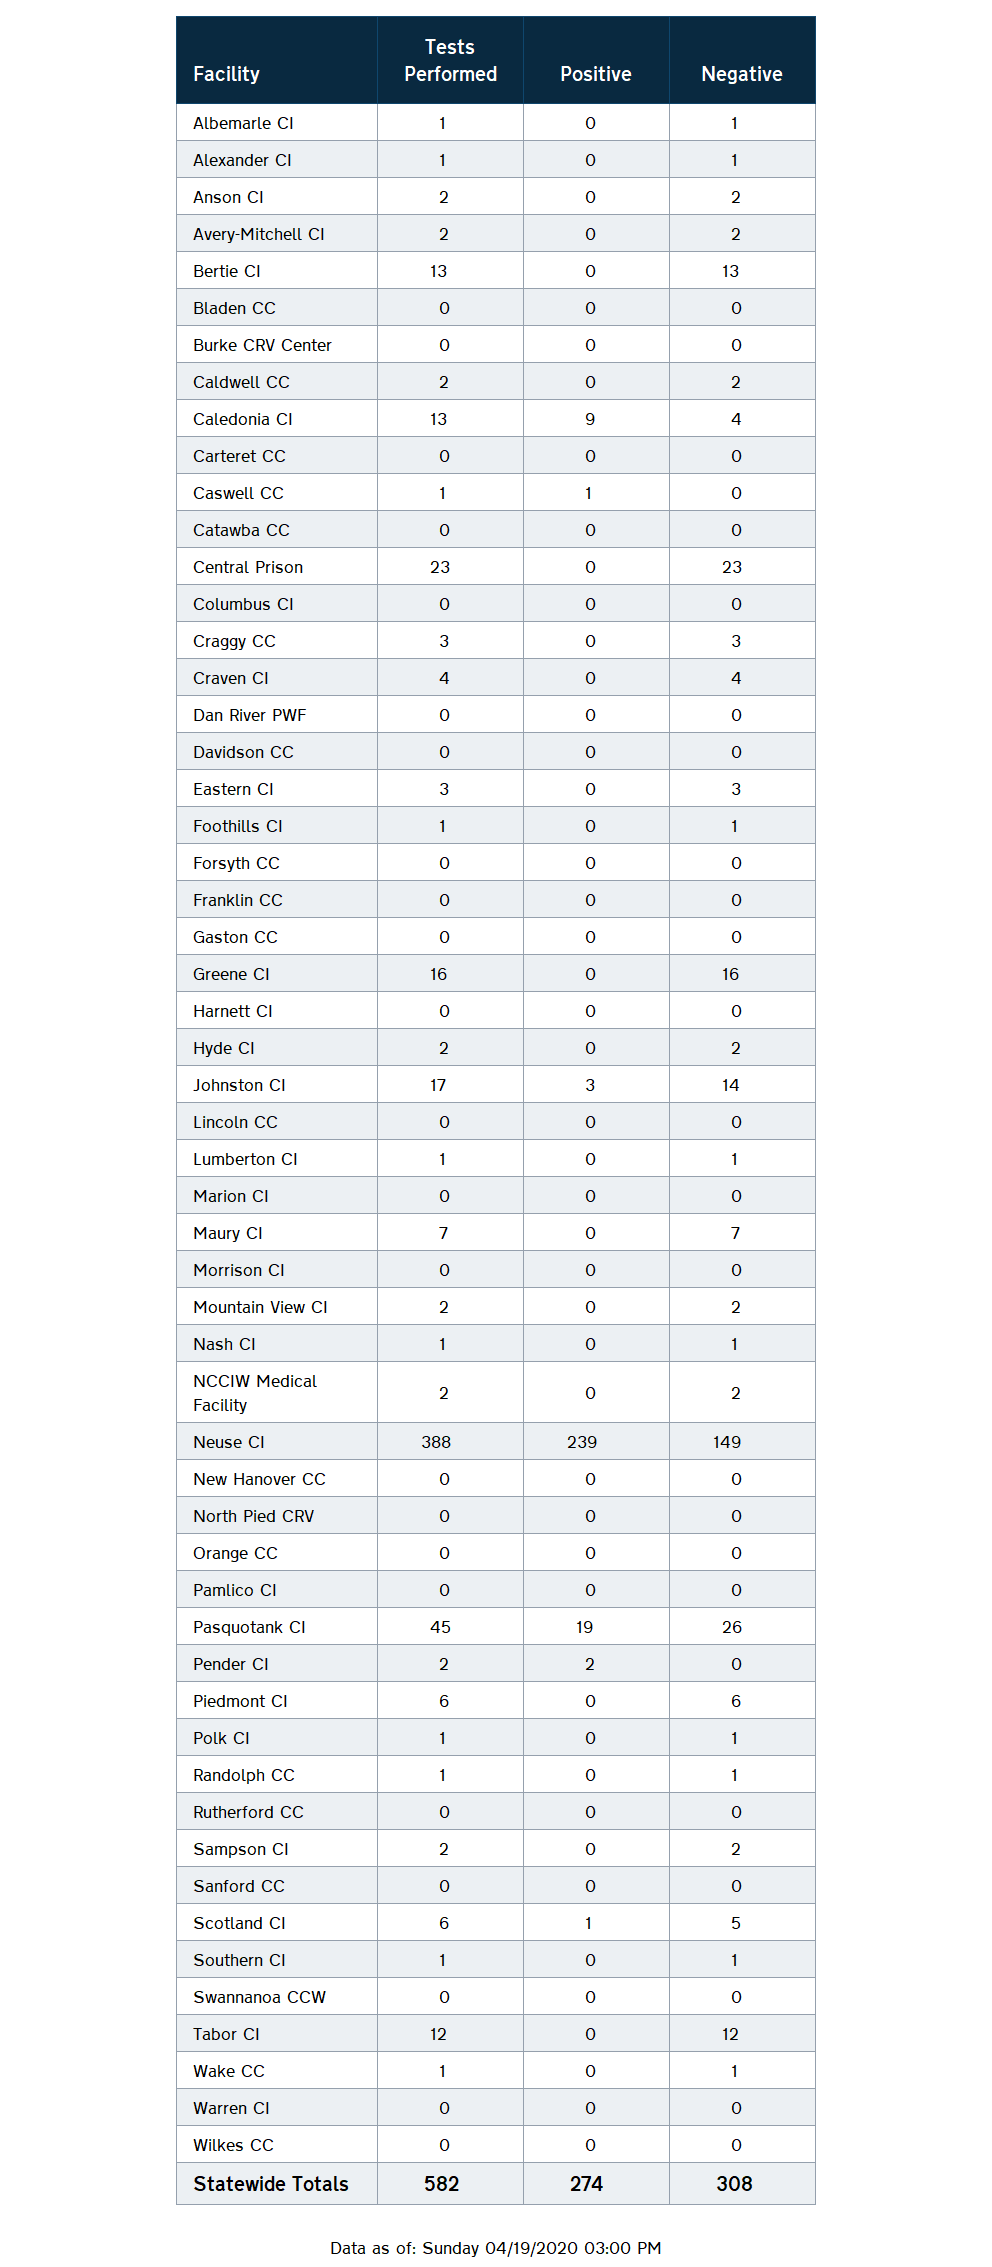 Facility Tests Performed Positive Negative
Albemarle CI 1 0 1
Alexander CI 1 0 1
Anson CI 2 0 2
Avery-Mitchell CI 2 0 2
Bertie CI 13 0 13
Bladen CC 0 0 0
Burke CRV Center 0 0 0
Caldwell CC 2 0 2
Caledonia CI 13 9 4
Carteret CC 0 0 0
Caswell CC 1 1 0
Catawba CC 0 0 0
Central Prison 23 0 23
Columbus CI 0 0 0
Craggy CC 3 0 3
Craven CI 4 0 4
Dan River PWF 0 0 0
Davidson CC 0 0 0
Eastern CI 3 0 3
Foothills CI 1 0 1
Forsyth CC 0 0 0
Franklin CC 0 0 0
Gaston CC 0 0 0
Greene CI 16 0 16
Harnett CI 0 0 0
Hyde CI 2 0 2
Johnston CI 17 3 14
Lincoln CC 0 0 0
Lumberton CI 1 0 1
Marion CI 0 0 0
Maury CI 7 0 7
Morrison CI 0 0 0
Mountain View CI 2 0 2
Nash CI 1 0 1
NCCIW Medical Facility 2 0 2
Neuse CI 388 239 149
New Hanover CC 0 0 0
North Pied CRV 0 0 0
Orange CC 0 0 0
Pamlico CI 0 0 0
Pasquotank CI 45 19 26
Pender CI 2 2 0
Piedmont CI 6 0 6
Polk CI 1 0 1
Randolph CC 1 0 1
Rutherford CC 0 0 0
Sampson CI 2 0 2
Sanford CC 0 0 0
Scotland CI 6 1 5
Southern CI 1 0 1
Swannanoa CCW 0 0 0
Tabor CI 12 0 12
Wake CC 1 0 1
Warren CI 0 0 0
Wilkes CC 0 0 0
Statewide Totals 582 274 308
Data as of: Sunday 04/19/2020 03:00 PM